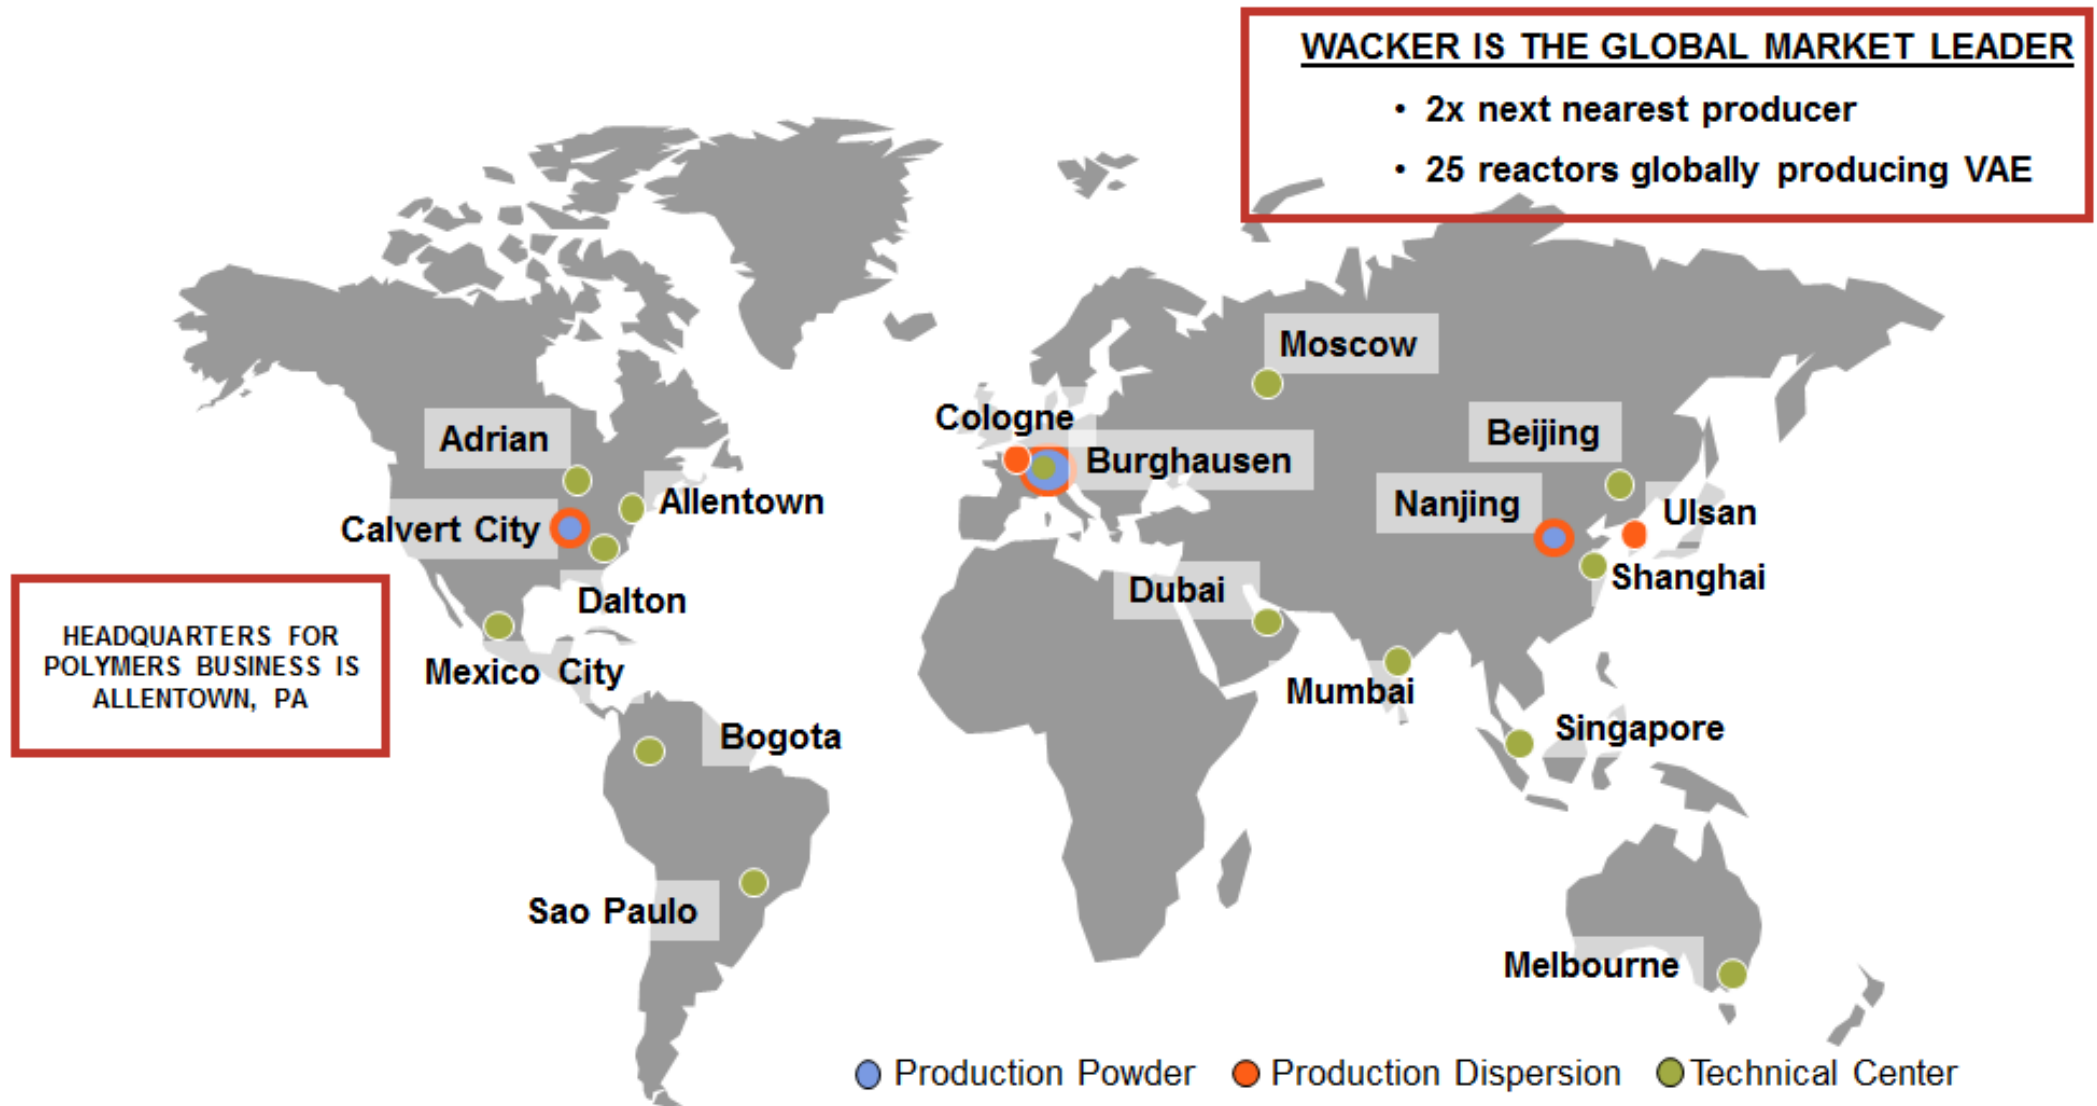 WACKER IS THE GLOBAL MARKET LEADER
• 2x next nearest producer
• 25 reactors globally producing VAE
Moscow
Cologne
Adrian
Beijing
Burghausen
Allentown
Nanjing
Ulsan
Calvert City
Shanghai
Dubai
Dalton
HEADQUARTERS FOR
POLYMERS BUSINESS IS
ALLENTOWN, PA
Mexico City
Mumbai
Singapore
Bogota
Sao Paulo
Melbourne
Production Powder
Production Dispersion
Technical Center